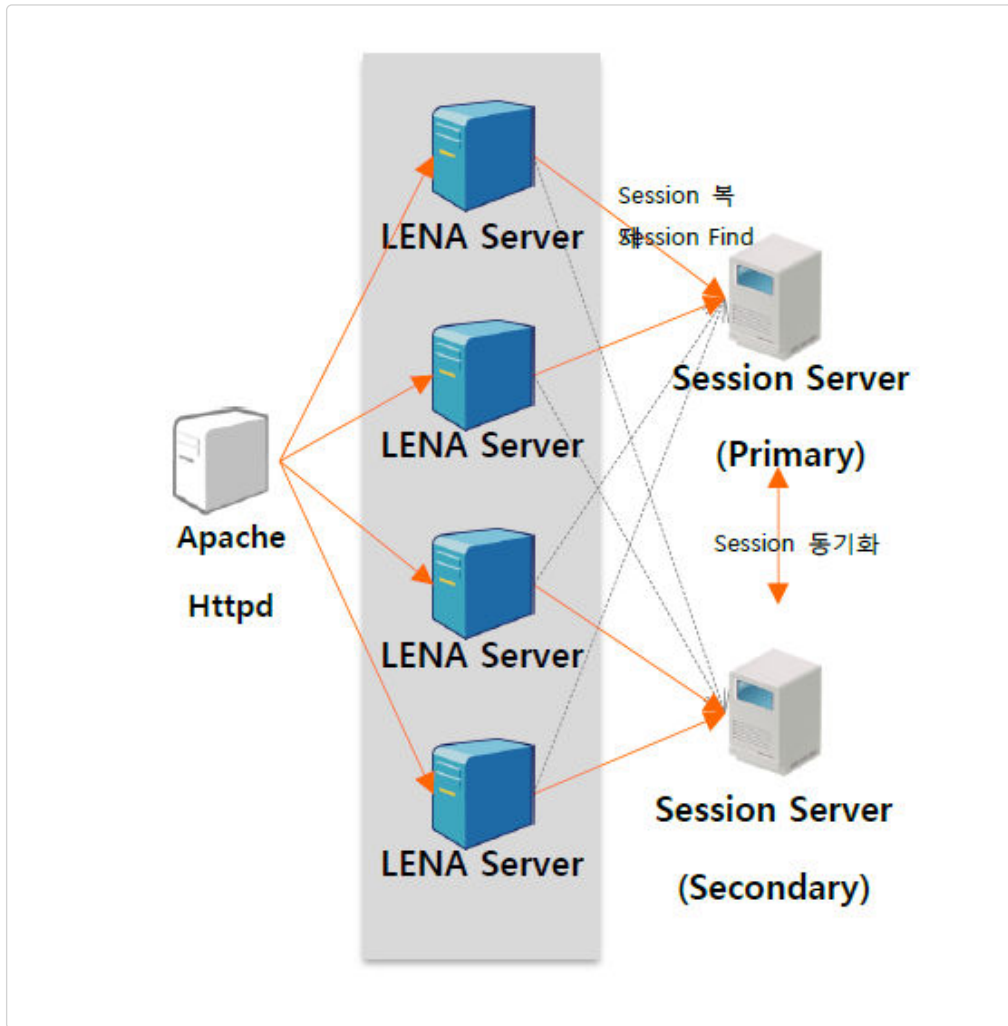 LENA Server
Session 복
제
Session Find
LENA Server
Session Server
(Primary)
Apache
Httpd
Session 동기화
LENA Server
Session Server
(Secondary)
LENA Server